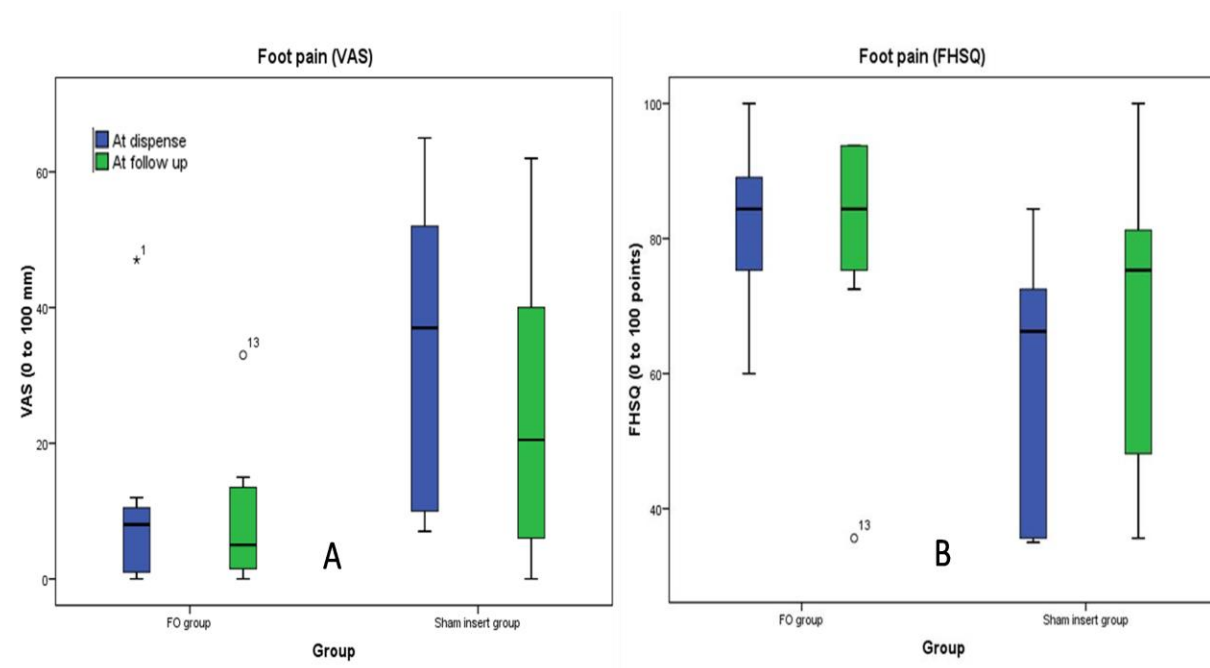 Foot pain (VAS)
At dispense
At follow up
VAS (0 to 100 mm)
60
40
20
0
*1
13
A
FO group
Sham insert group
Group
Foot pain (FHSQ)
FHSQ (0 to 100 points)
100
80
60
40
13
B
FO group
Sham insert group
Group